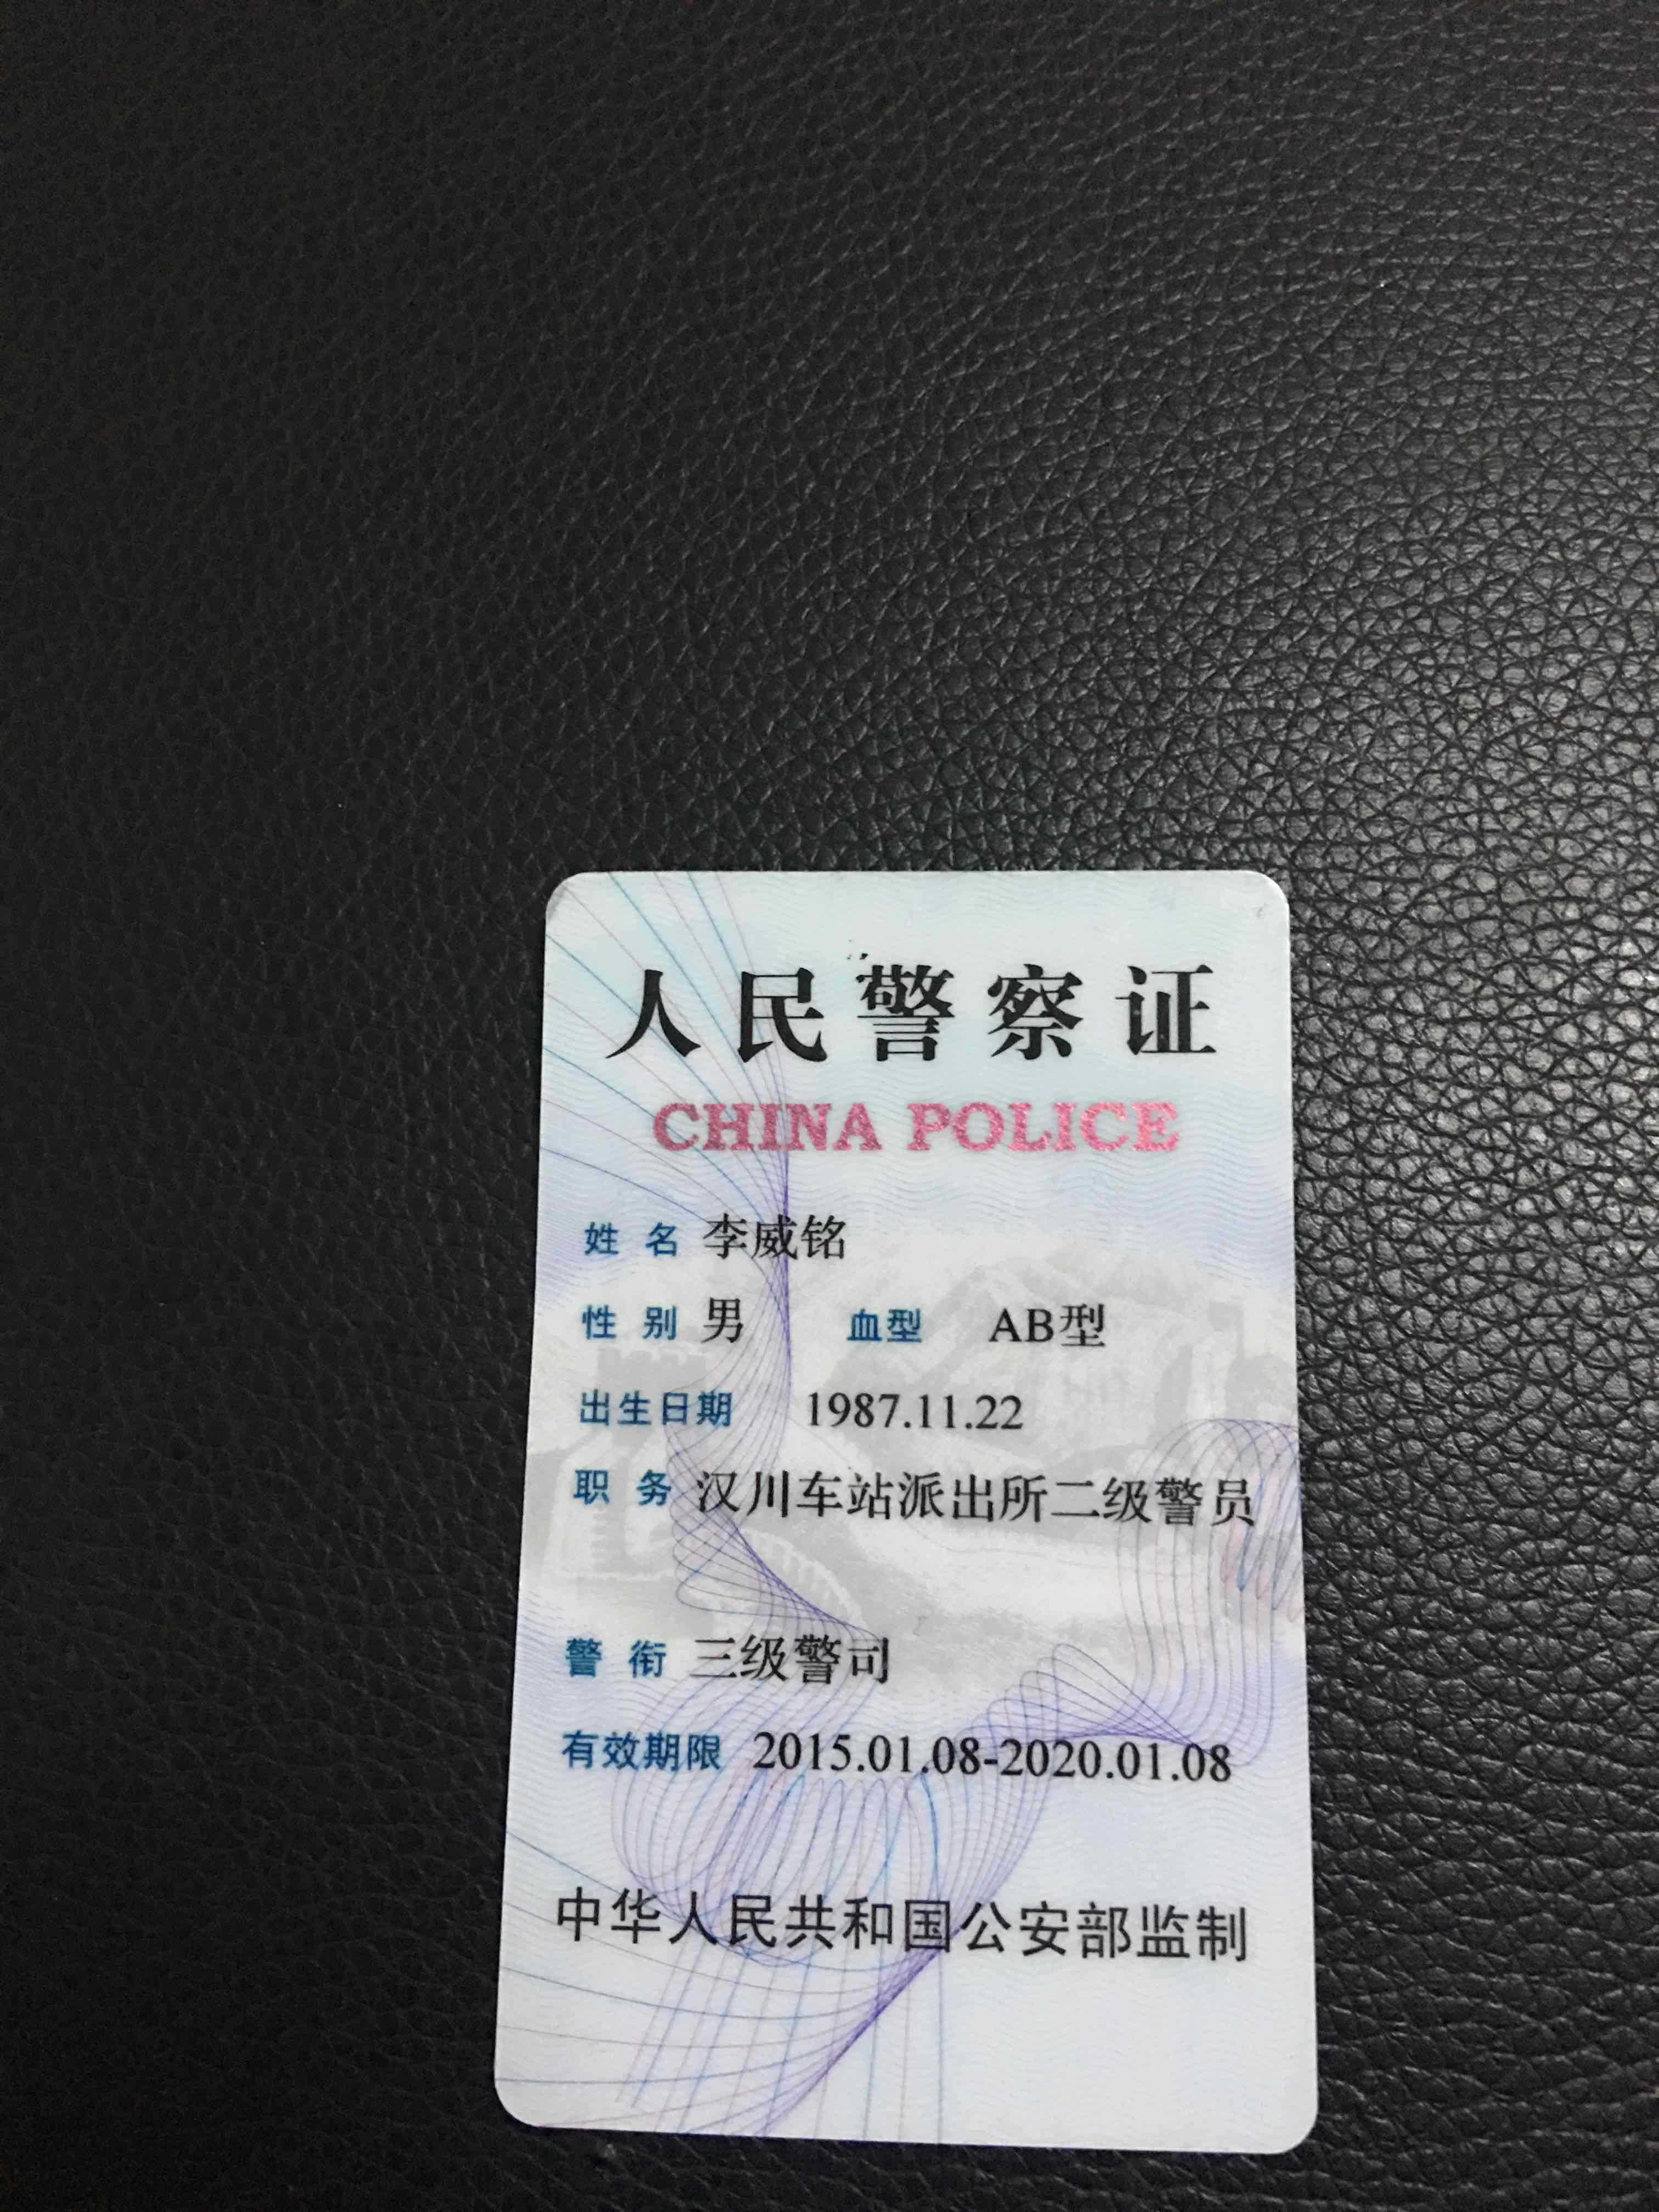 人民警察证
CHINA POLICE
姓 名 李威铭
性 别 男 血型 AB型
出生日期 1987.11.22
职 务 汉川车站派出所二级警员
警 衔 三级警司
有效期限 2015.01.08-2020.01.08
中华人民共和国公安部监制